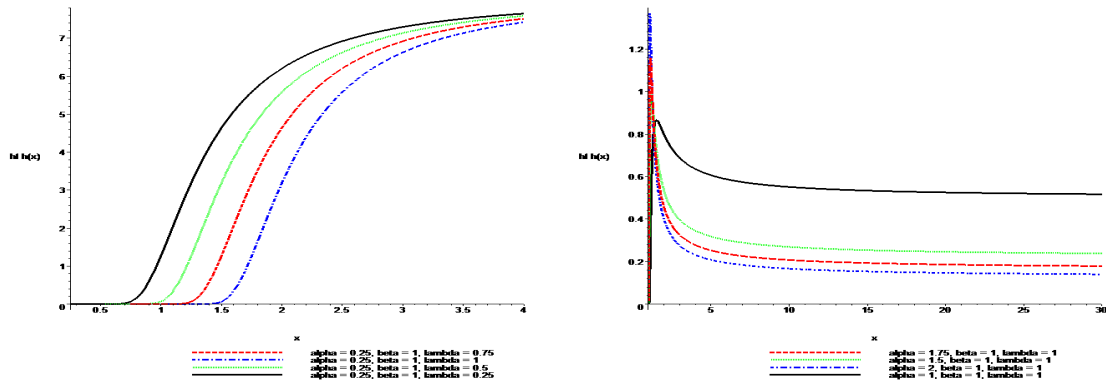 7
6
5
4
3
2
1
0
hl h(x)
0.5
1
1.5
2
2.5
3
3.5
4
x
alpha = 0.25, beta = 1, lambda = 0.75
alpha = 0.25, beta = 1, lambda = 1
alpha = 0.25, beta = 1, lambda = 0.5
alpha = 0.25, beta = 1, lambda = 0.25
1.2
1
0.8
0.6
0.4
0.2
0
hl h(x)
5
10
15
20
25
30
x
alpha = 1.75, beta = 1, lambda = 1
alpha = 1.5, beta = 1, lambda = 1
alpha = 2, beta = 1, lambda = 1
alpha = 1, beta = 1, lambda = 1